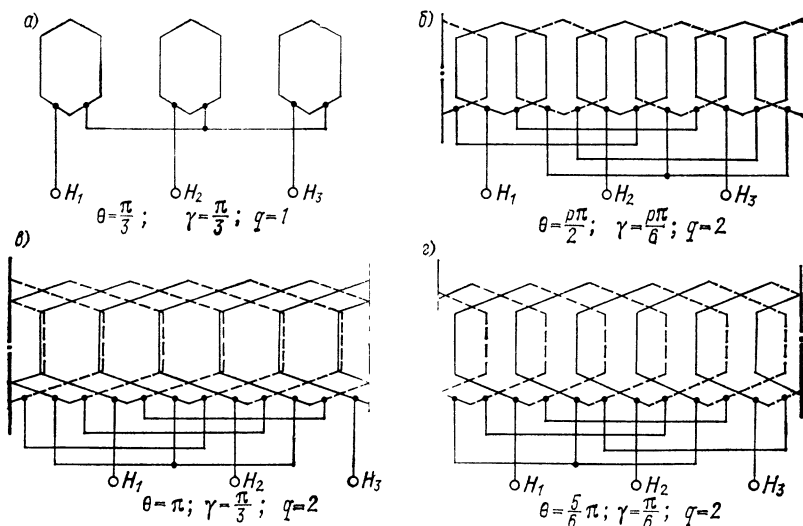 а)
H₁ H₂ H₃
θ = π/3 ; γ = π/3 ; q = 1
б)
H₁ H₂ H₃
θ = pπ/2 ; γ = pπ/6 ; q = 2
в)
H₁ H₂ H₃
θ = π ; γ = π/3 ; q = 2
г)
H₁ H₂ H₃
θ = 5/6 π ; γ = π/6 ; q = 2